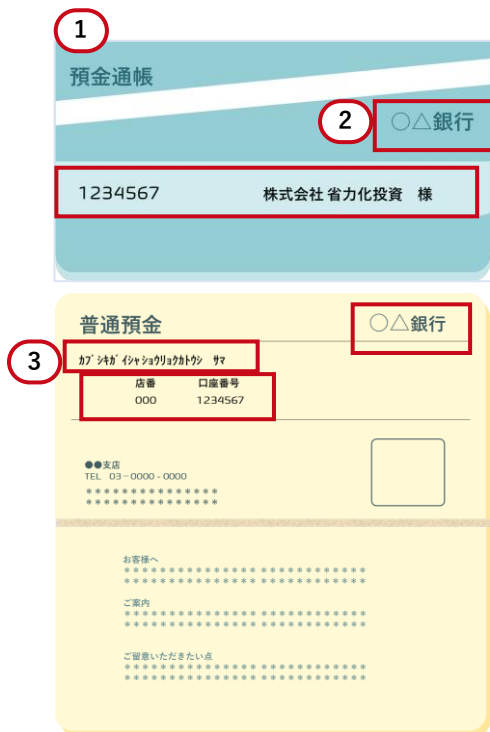 1
預金通帳
2
○△銀行
1234567 株式会社 省力化投資 様
普通預金 ○△銀行
3
カブシキガイシャショウリョクカトウシ サマ
店番 口座番号
000 1234567
●●支店
TEL 03-0000-0000
***************
***************
お客様へ
***************************
***************************
ご案内
***************************
***************************
ご留意いただきたい点
***************************
***************************